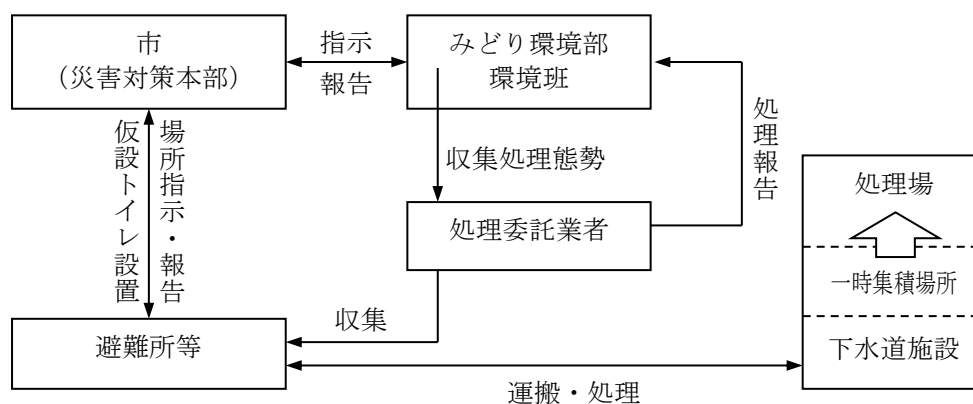 市
（災害対策本部）
指示
報告
みどり環境部
環境班
仮設トイレ設置
場所指示・報告
収集処理態勢
処理報告
処理委託業者
処理場
一時集積場所
下水道施設
収集
避難所等
運搬・処理